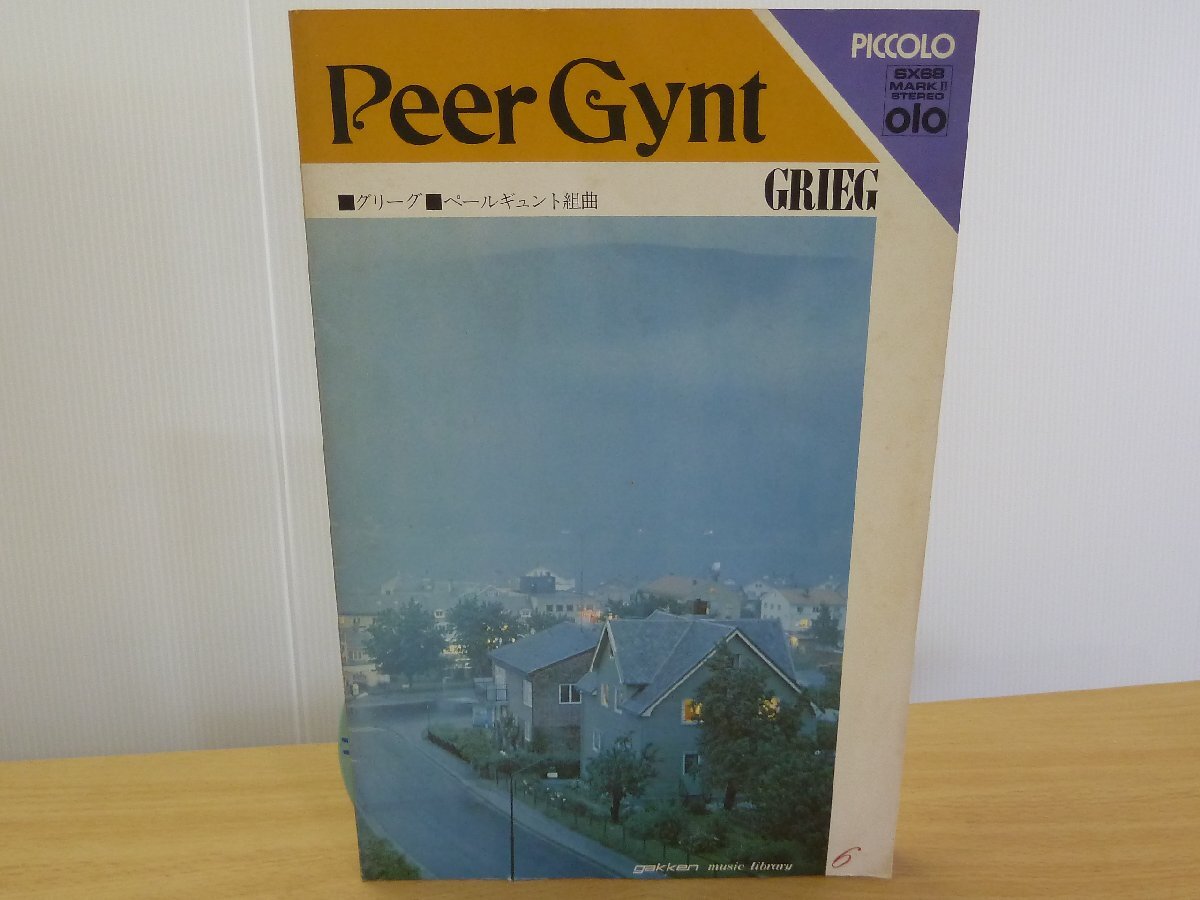 PICCOLO
SX68
MARK II
STEREO
olo
Peer Gynt
GRIEG
■グリーグ■ペールギュント組曲
gakken music library
6